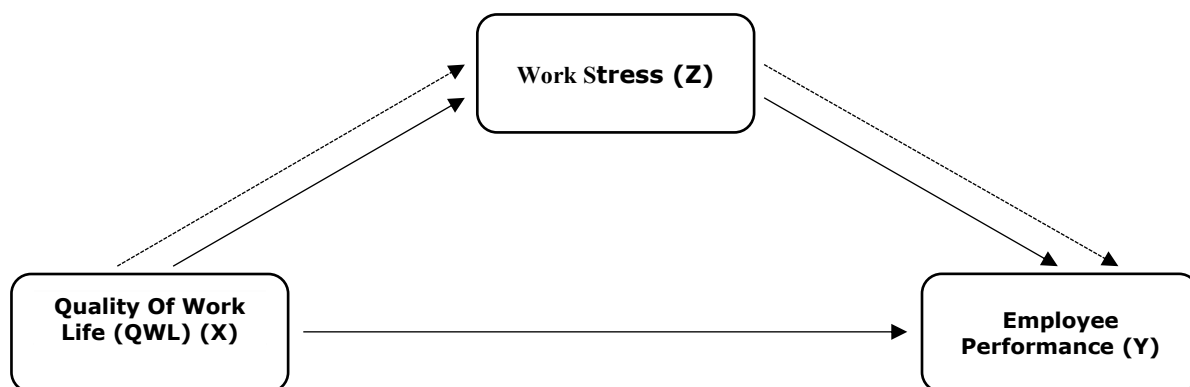 Work Stress (Z)
Quality Of Work
Life (QWL) (X)
Employee
Performance (Y)